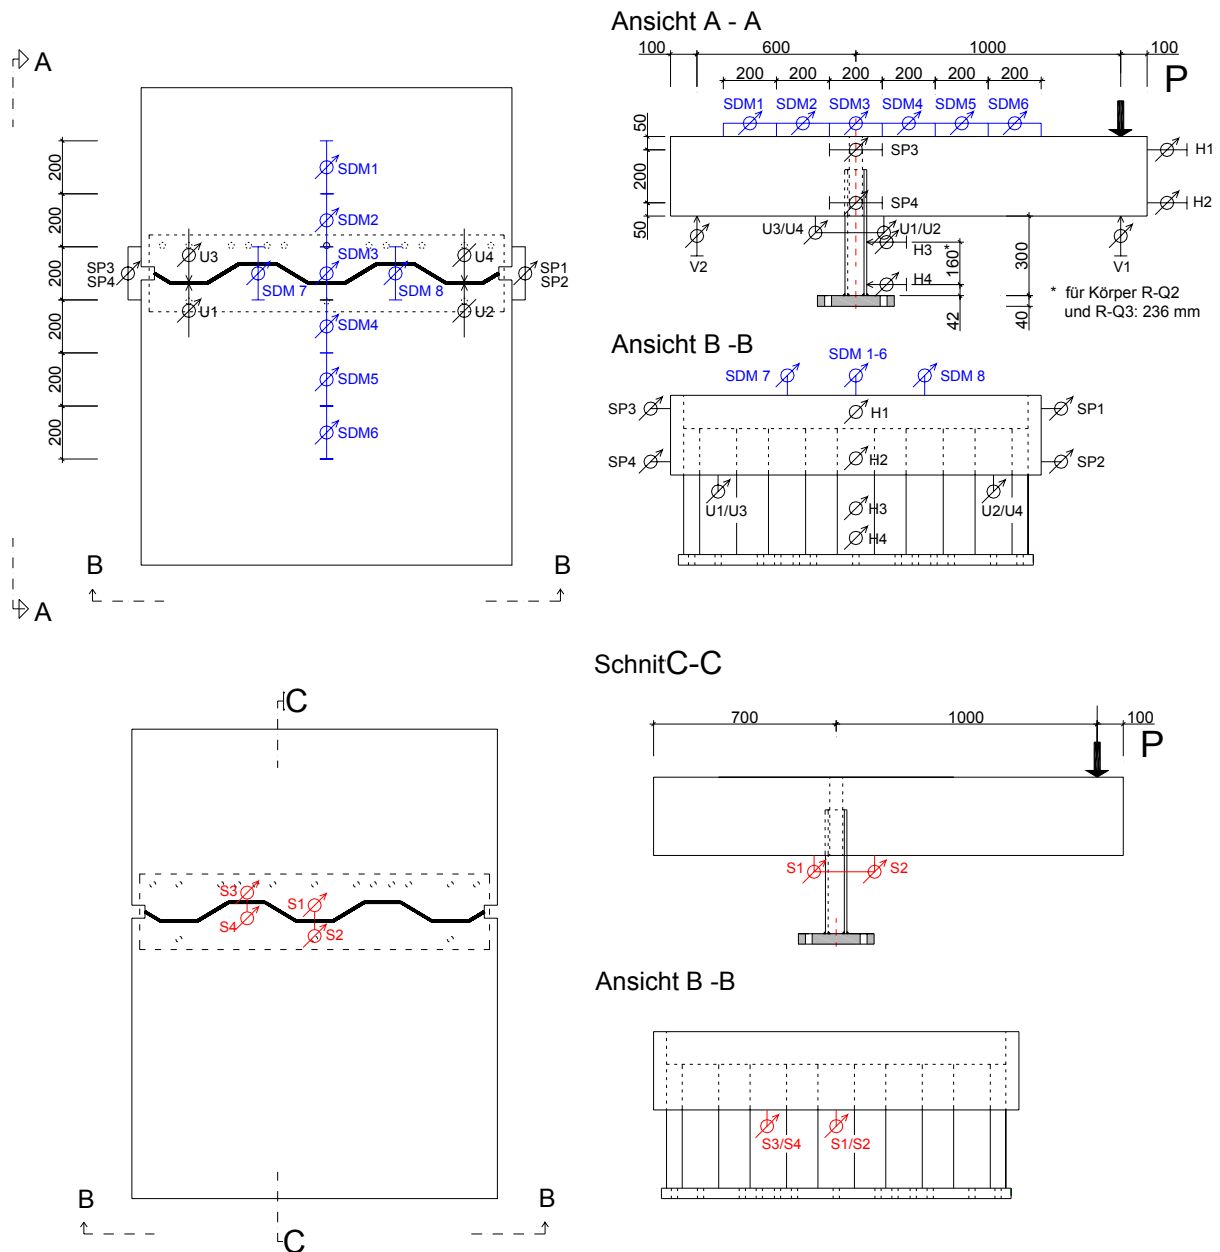 A
200
200
200
200
200
200
SDM1
SDM2
SDM3
U3
U4
SP3
SP4
SP1
SP2
SDM 7
SDM 8
U1
U2
SDM4
SDM5
SDM6
B
B
A
Ansicht A - A
100
600
1000
100
P
200
200
200
200
200
200
SDM1
SDM2
SDM3
SDM4
SDM5
SDM6
50
200
50
SP3
SP4
H1
H2
U3/U4
U1/U2
H3
H4
V2
V1
160*
300
42
40
* für Körper R-Q2
und R-Q3: 236 mm
Ansicht B -B
SDM 7
SDM 1-6
SDM 8
SP3
H1
SP1
SP4
H2
SP2
U1/U3
H3
U2/U4
H4
C
S3
S1
S4
S2
B
B
C
SchnitC-C
700
1000
100
P
S1
S2
Ansicht B -B
S3/S4
S1/S2